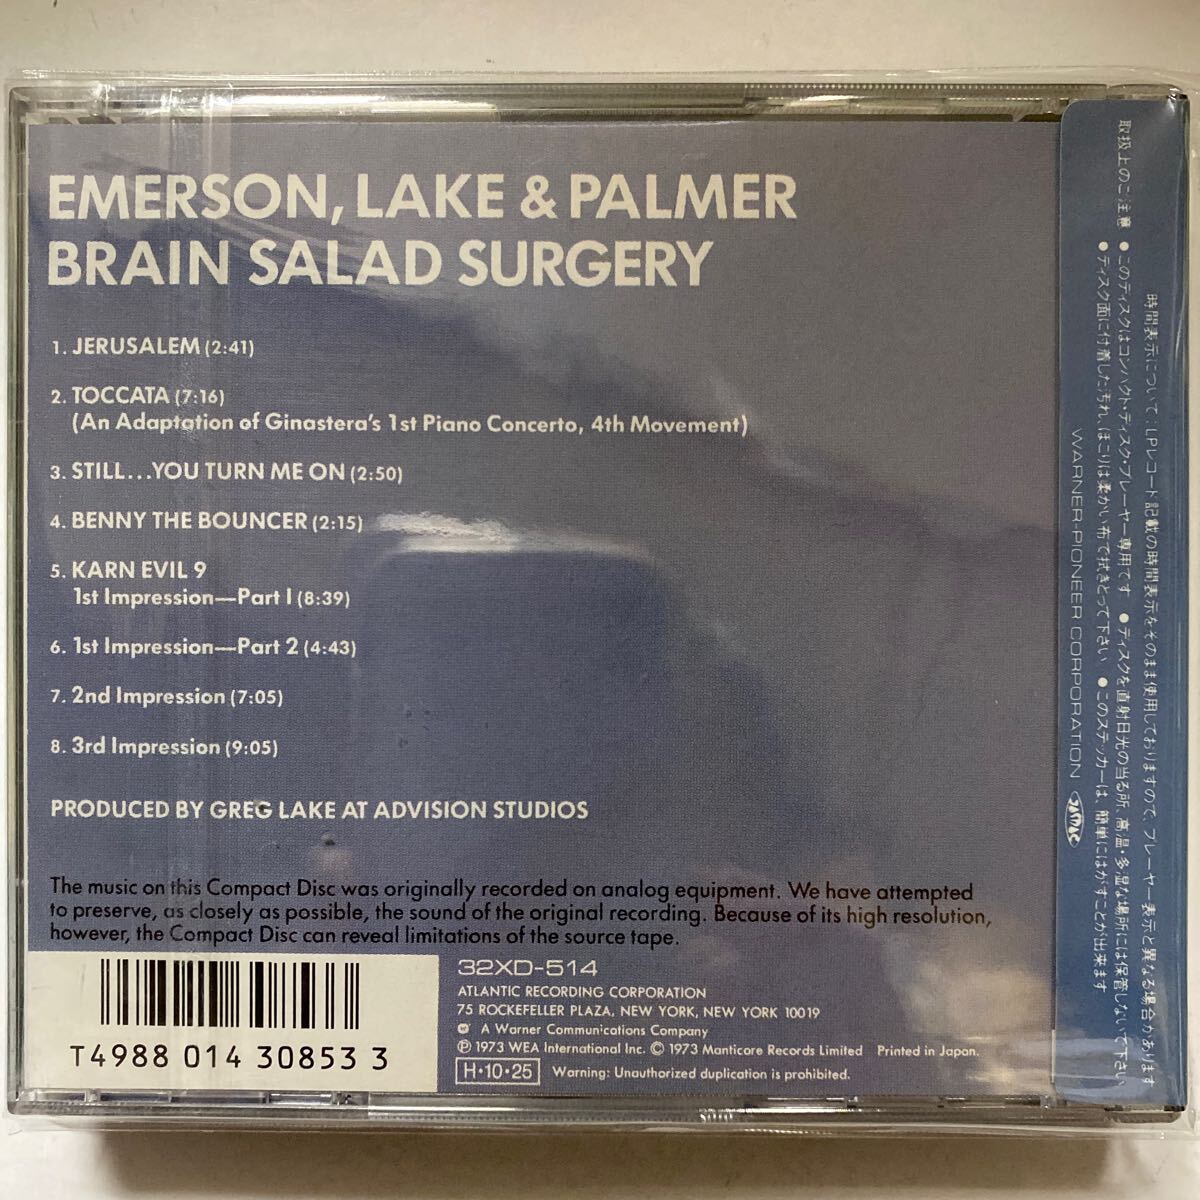 EMERSON, LAKE & PALMER
BRAIN SALAD SURGERY
1. JERUSALEM (2:41)
2. TOCCATA (7:16)
(An Adaptation of Ginastera's 1st Piano Concerto, 4th Movement)
3. STILL...YOU TURN ME ON (2:50)
4. BENNY THE BOUNCER (2:15)
5. KARN EVIL 9
1st Impression—Part I (8:39)
6. 1st Impression—Part 2 (4:43)
7. 2nd Impression (7:05)
8. 3rd Impression (9:05)
PRODUCED BY GREG LAKE AT ADVISION STUDIOS
The music on this Compact Disc was originally recorded on analog equipment. We have attempted
to preserve, as closely as possible, the sound of the original recording. Because of its high resolution,
however, the Compact Disc can reveal limitations of the source tape.
T4988 014 30853 3
32XD-514
ATLANTIC RECORDING CORPORATION
75 ROCKEFELLER PLAZA, NEW YORK, NEW YORK 10019
A Warner Communications Company
℗ 1973 WEA International Inc. © 1973 Manticore Records Limited Printed in Japan.
H·10·25 Warning: Unauthorized duplication is prohibited.
時間表示について:LPレコード記載の時間表示をそのまま使用しておりますので、プレーヤー表示と異なる場合があります
取扱上のご注意 ●このディスクはコンパクト・ディスク・プレーヤー専用です ●ディスクを直射日光の当る所、高温・多湿な場所には保管しないで下さい
●ディスク面に付着した汚れ、ほこりは柔かい布で拭きとって下さい ●このステッカーは、簡単にはがすことが出来ます
WARNER-PIONEER CORPORATION JASRAC